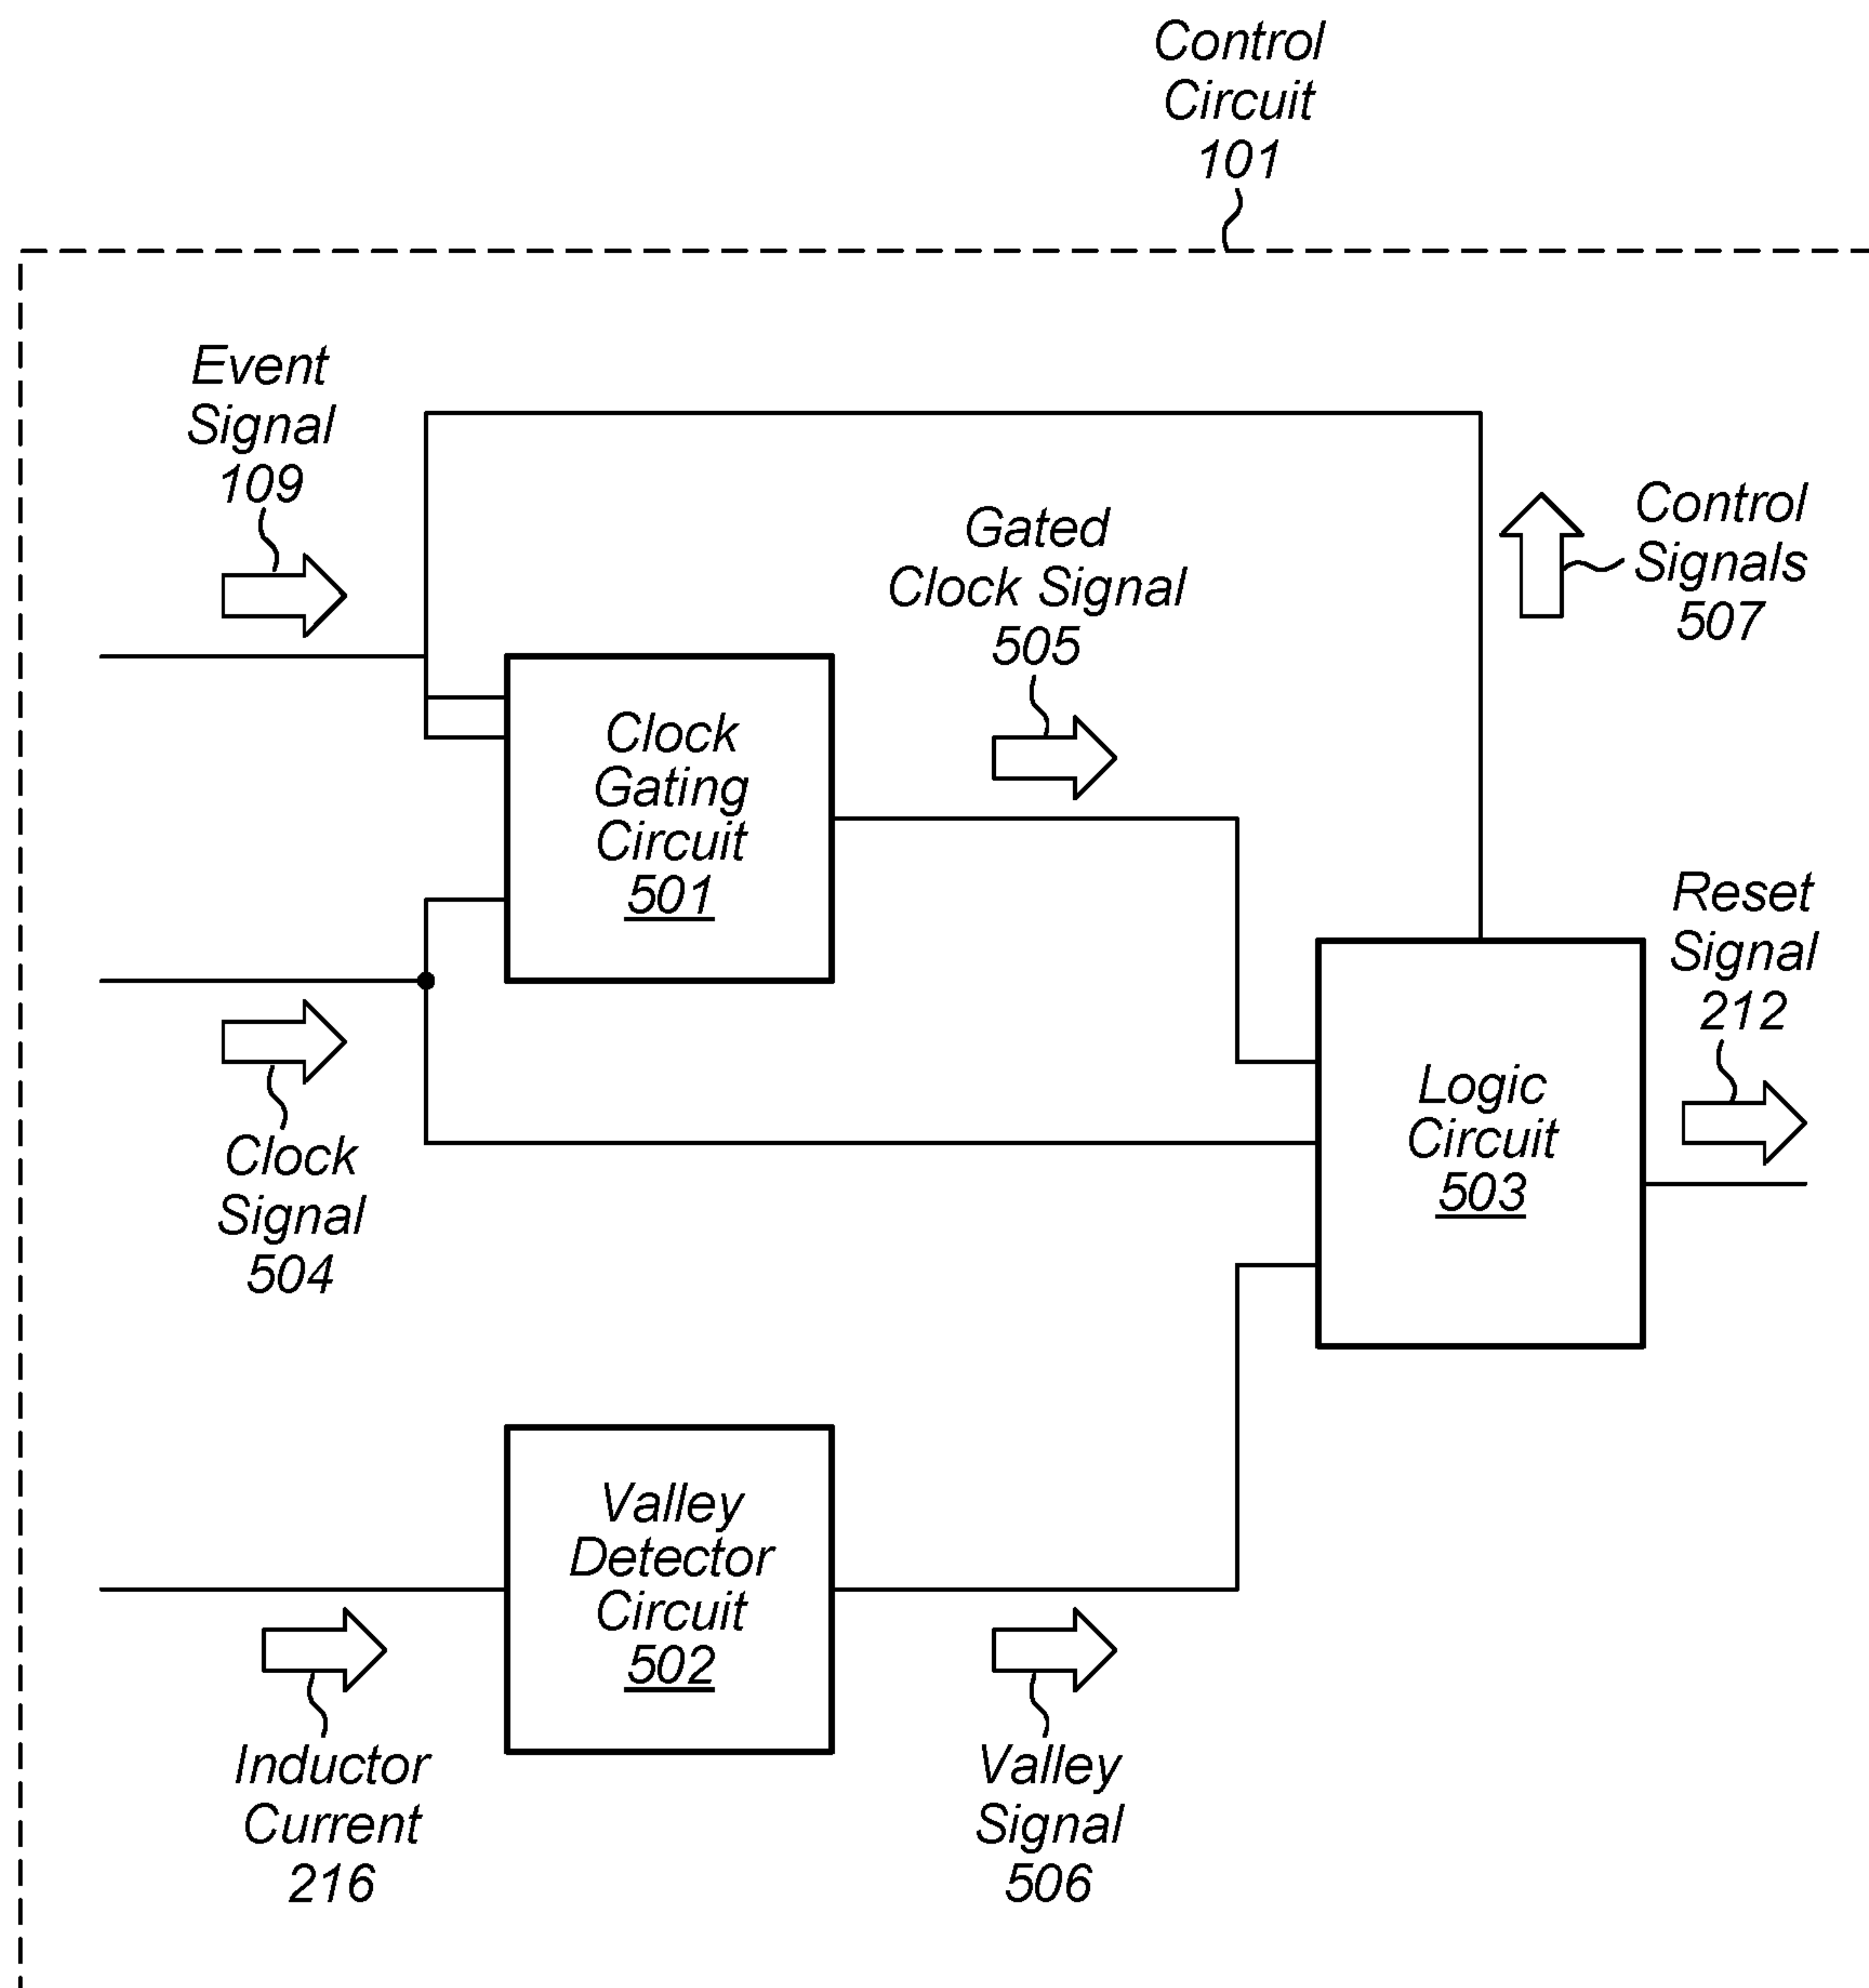 Control
Circuit
101
Event
Signal
109
Gated
Clock Signal
505
Control
Signals
507
Clock
Gating
Circuit
501
Reset
Signal
212
Clock
Signal
504
Logic
Circuit
503
Valley
Detector
Circuit
502
Inductor
Current
216
Valley
Signal
506